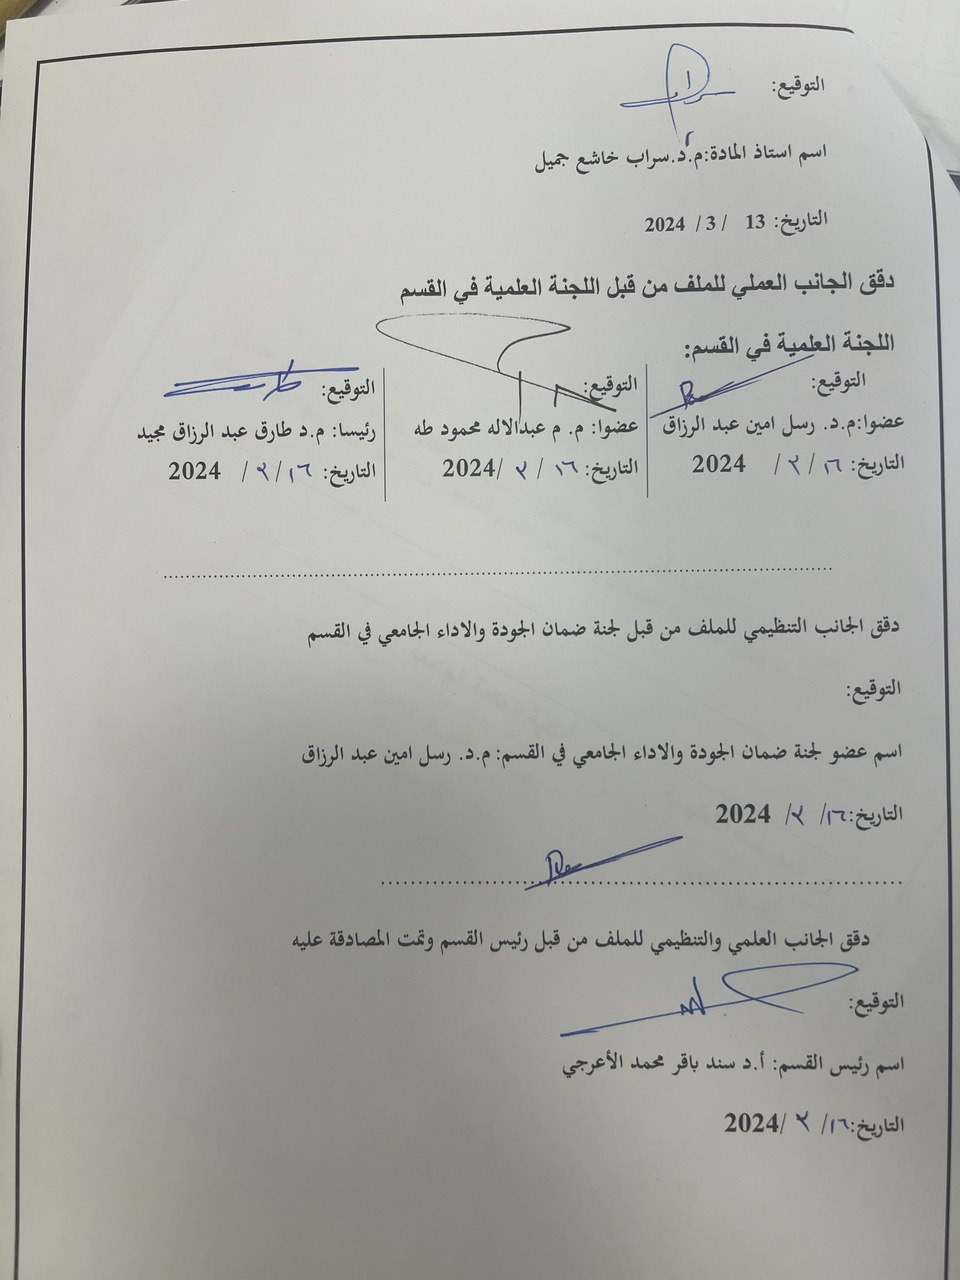 التوقيع:
اسم استاذ المادة:م.د.سراب خاشع جميل
التاريخ: 13 /3 / 2024
دقق الجانب العملي للملف من قبل اللجنة العلمية في القسم
اللجنة العلمية في القسم:
التوقيع:
عضوا:م.د. رسل امين عبد الرزاق
التاريخ: ١٦ / ٣ / 2024
التوقيع:
عضوا: م. م عبدالاله محمود طه
التاريخ: ١٦ / ٣ /2024
التوقيع:
رئيسا: م.د طارق عبد الرزاق مجيد
التاريخ: ١٦ / ٣ / 2024
دقق الجانب التنظيمي للملف من قبل لجنة ضمان الجودة والاداء الجامعي في القسم
التوقيع:
اسم عضو لجنة ضمان الجودة والاداء الجامعي في القسم: م.د. رسل امين عبد الرزاق
التاريخ:١٦ / ٣ / 2024
دقق الجانب العلمي والتنظيمي للملف من قبل رئيس القسم وتمت المصادقة عليه
التوقيع:
اسم رئيس القسم: أ.د سند باقر محمد الأعرجي
التاريخ:١٦ / ٣ /2024